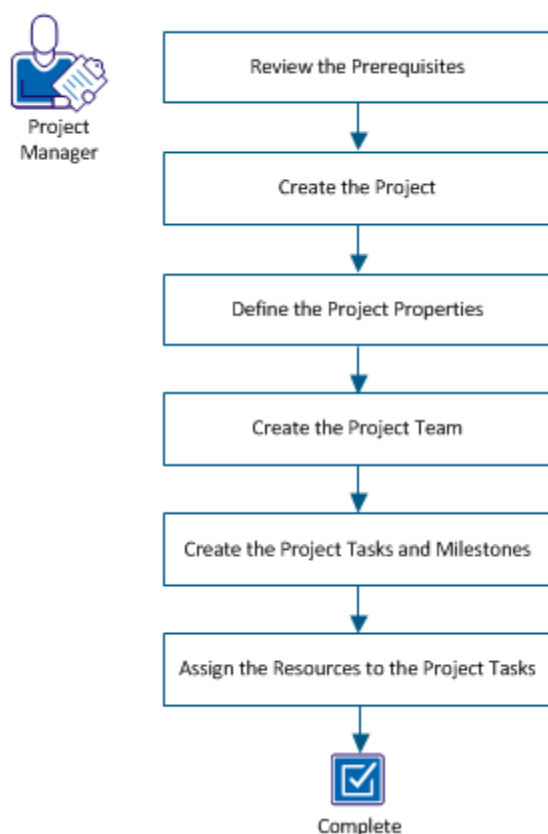 Review the Prerequisites
Project
Manager
Create the Project
Define the Project Properties
Create the Project Team
Create the Project Tasks and Milestones
Assign the Resources to the Project Tasks
Complete